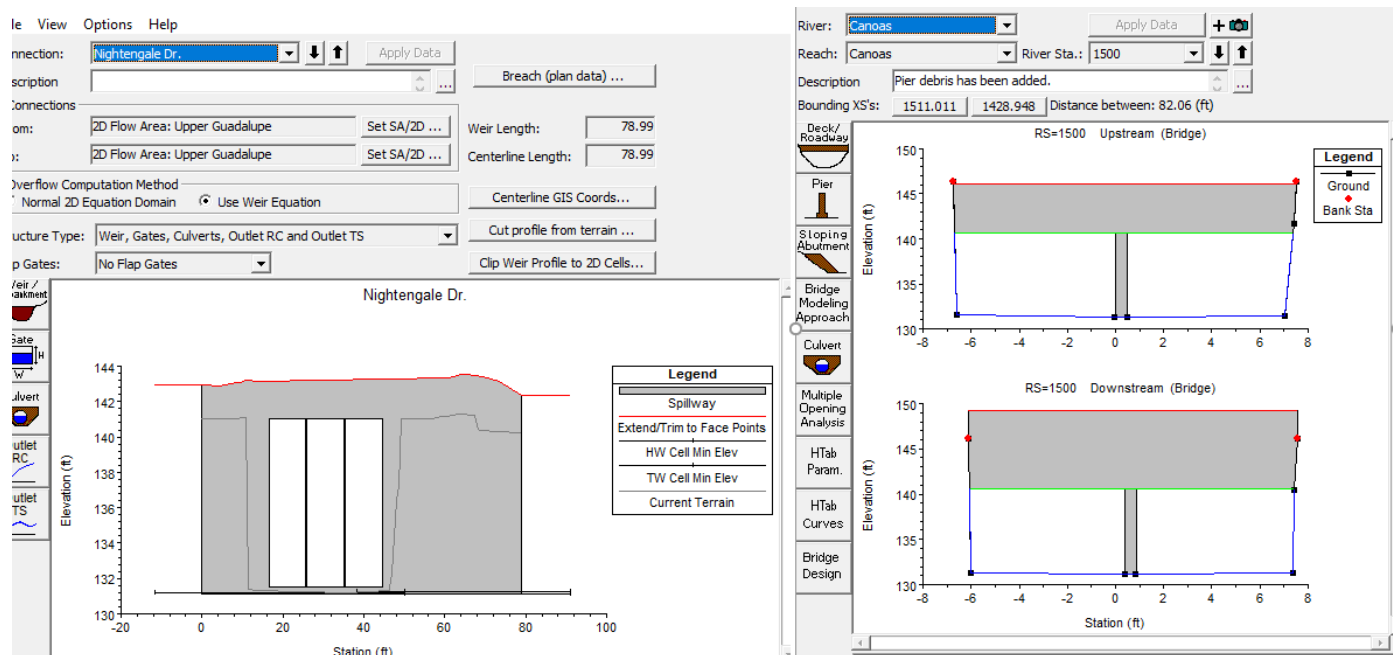 le View Options Help
onnection: Nightengale Dr. Apply Data
escription
Breach (plan data) ...
Connections
om: 2D Flow Area: Upper Guadalupe Set SA/2D ... Weir Length: 78.99
o: 2D Flow Area: Upper Guadalupe Set SA/2D ... Centerline Length: 78.99
Overflow Computation Method
Normal 2D Equation Domain Use Weir Equation
Centerline GIS Coords...
ucture Type: Weir, Gates, Culverts, Outlet RC and Outlet TS
Cut profile from terrain ...
p Gates: No Flap Gates
Clip Weir Profile to 2D Cells...
eir /
bankment
Gate
H
W
ulvert
utlet
RC
utlet
TS
Nightengale Dr.
144
142
140
138
136
134
132
130
Elevation (ft)
-20 0 20 40 60 80 100
Station (ft)
Legend
Spillway
Extend/Trim to Face Points
HW Cell Min Elev
TW Cell Min Elev
Current Terrain
River: Canoas Apply Data
Reach: Canoas River Sta.: 1500
Description Pier debris has been added. ...
Bounding XS's: 1511.011 1428.948 Distance between: 82.06 (ft)
Deck/
Roadway
Pier
Sloping
Abutment
Bridge
Modeling
Approach
Culvert
Multiple
Opening
Analysis
HTab
Param.
HTab
Curves
Bridge
Design
RS=1500 Upstream (Bridge)
150
145
140
135
130
Elevation (ft)
-8 -6 -4 -2 0 2 4 6 8
Legend
Ground
Bank Sta
RS=1500 Downstream (Bridge)
150
145
140
135
130
Elevation (ft)
-8 -6 -4 -2 0 2 4 6 8
Station (ft)